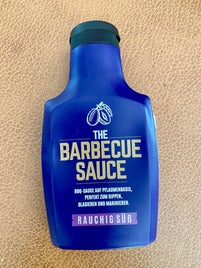 THE
BARBECUE
SAUCE
BBQ-SAUCE AUF PFLAUMENBASIS,
PERFEKT ZUM DIPPEN,
GLASIEREN UND MARINIEREN.
RAUCHIG SÜß